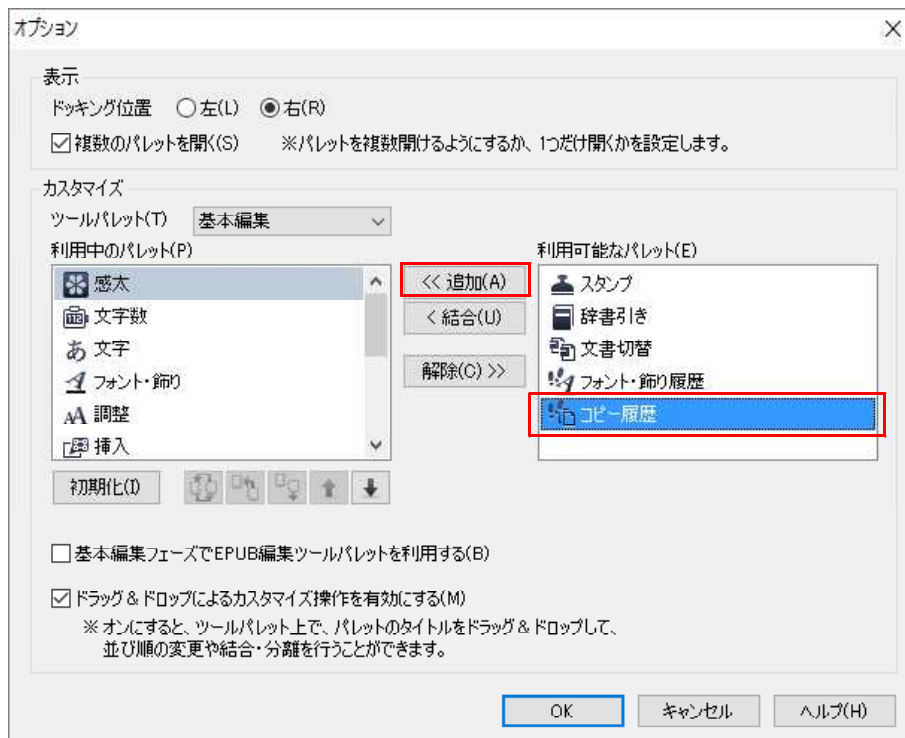 オプション
表示
ドッキング位置 左(L) 右(R)
複数のパレットを開く(S) ※パレットを複数開けるようにするか、1つだけ開くかを設定します。
カスタマイズ
ツールパレット(T) 基本編集
利用中のパレット(P)
感太
文字数
文字
フォント・飾り
調整
挿入
<< 追加(A)
< 結合(U)
解除(C) >>
利用可能なパレット(E)
スタンプ
辞書引き
文書切替
フォント・飾り履歴
コピー履歴
初期化(I)
基本編集フェーズでEPUB編集ツールパレットを利用する(B)
ドラッグ&ドロップによるカスタマイズ操作を有効にする(M)
※オンにすると、ツールパレット上で、パレットのタイトルをドラッグ&ドロップして、
並び順の変更や結合・分離を行うことができます。
OK キャンセル ヘルプ(H)